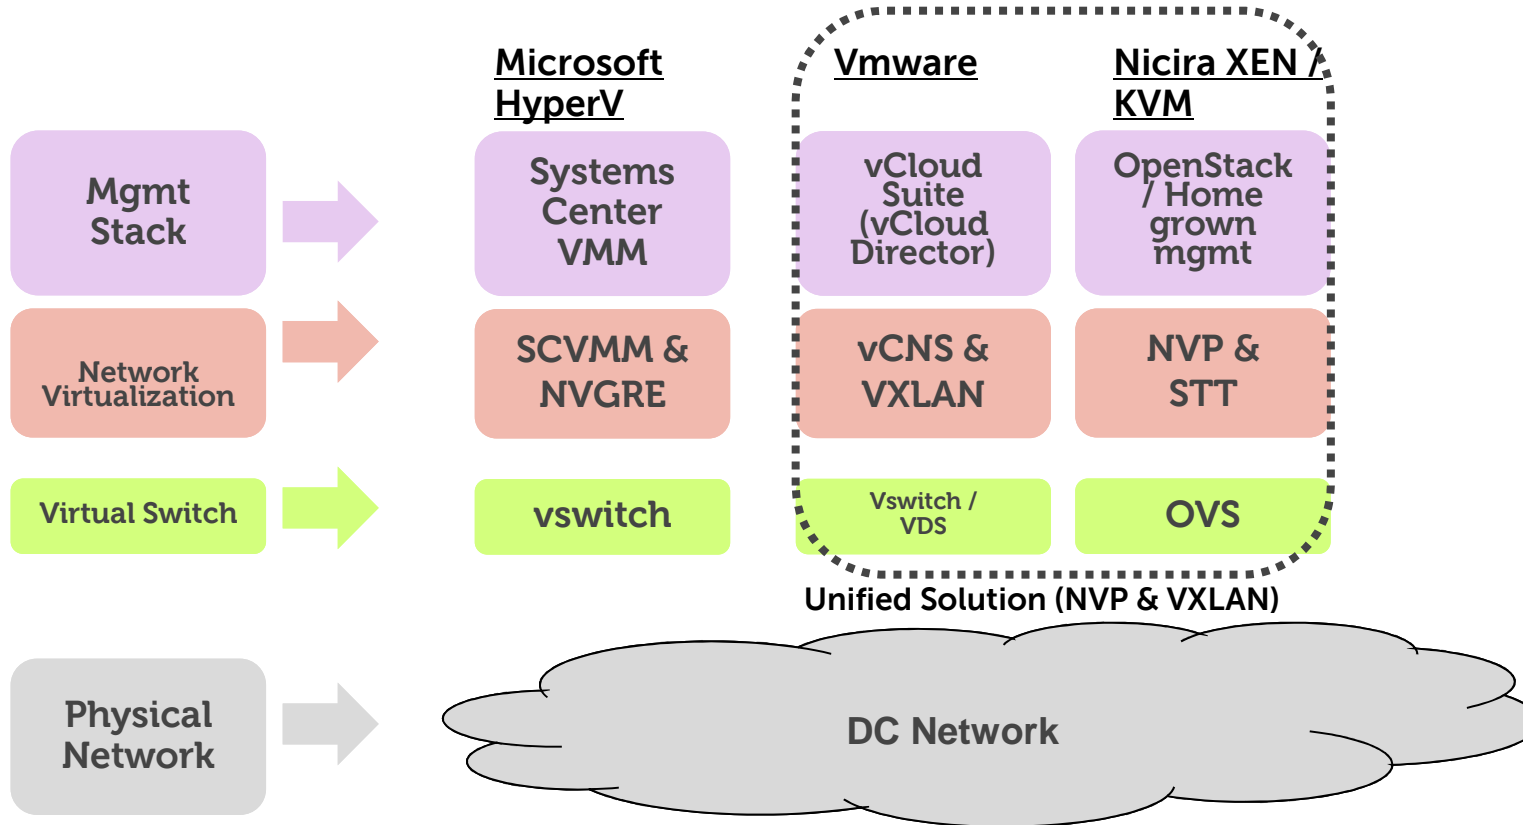 Microsoft
HyperV
Vmware
Nicira XEN /
KVM
Mgmt
Stack
Systems
Center
VMM
vCloud
Suite
(vCloud
Director)
OpenStack
/ Home
grown
mgmt
Network
Virtualization
SCVMM &
NVGRE
vCNS &
VXLAN
NVP &
STT
Virtual Switch
vswitch
Vswitch /
VDS
OVS
Unified Solution (NVP & VXLAN)
Physical
Network
DC Network